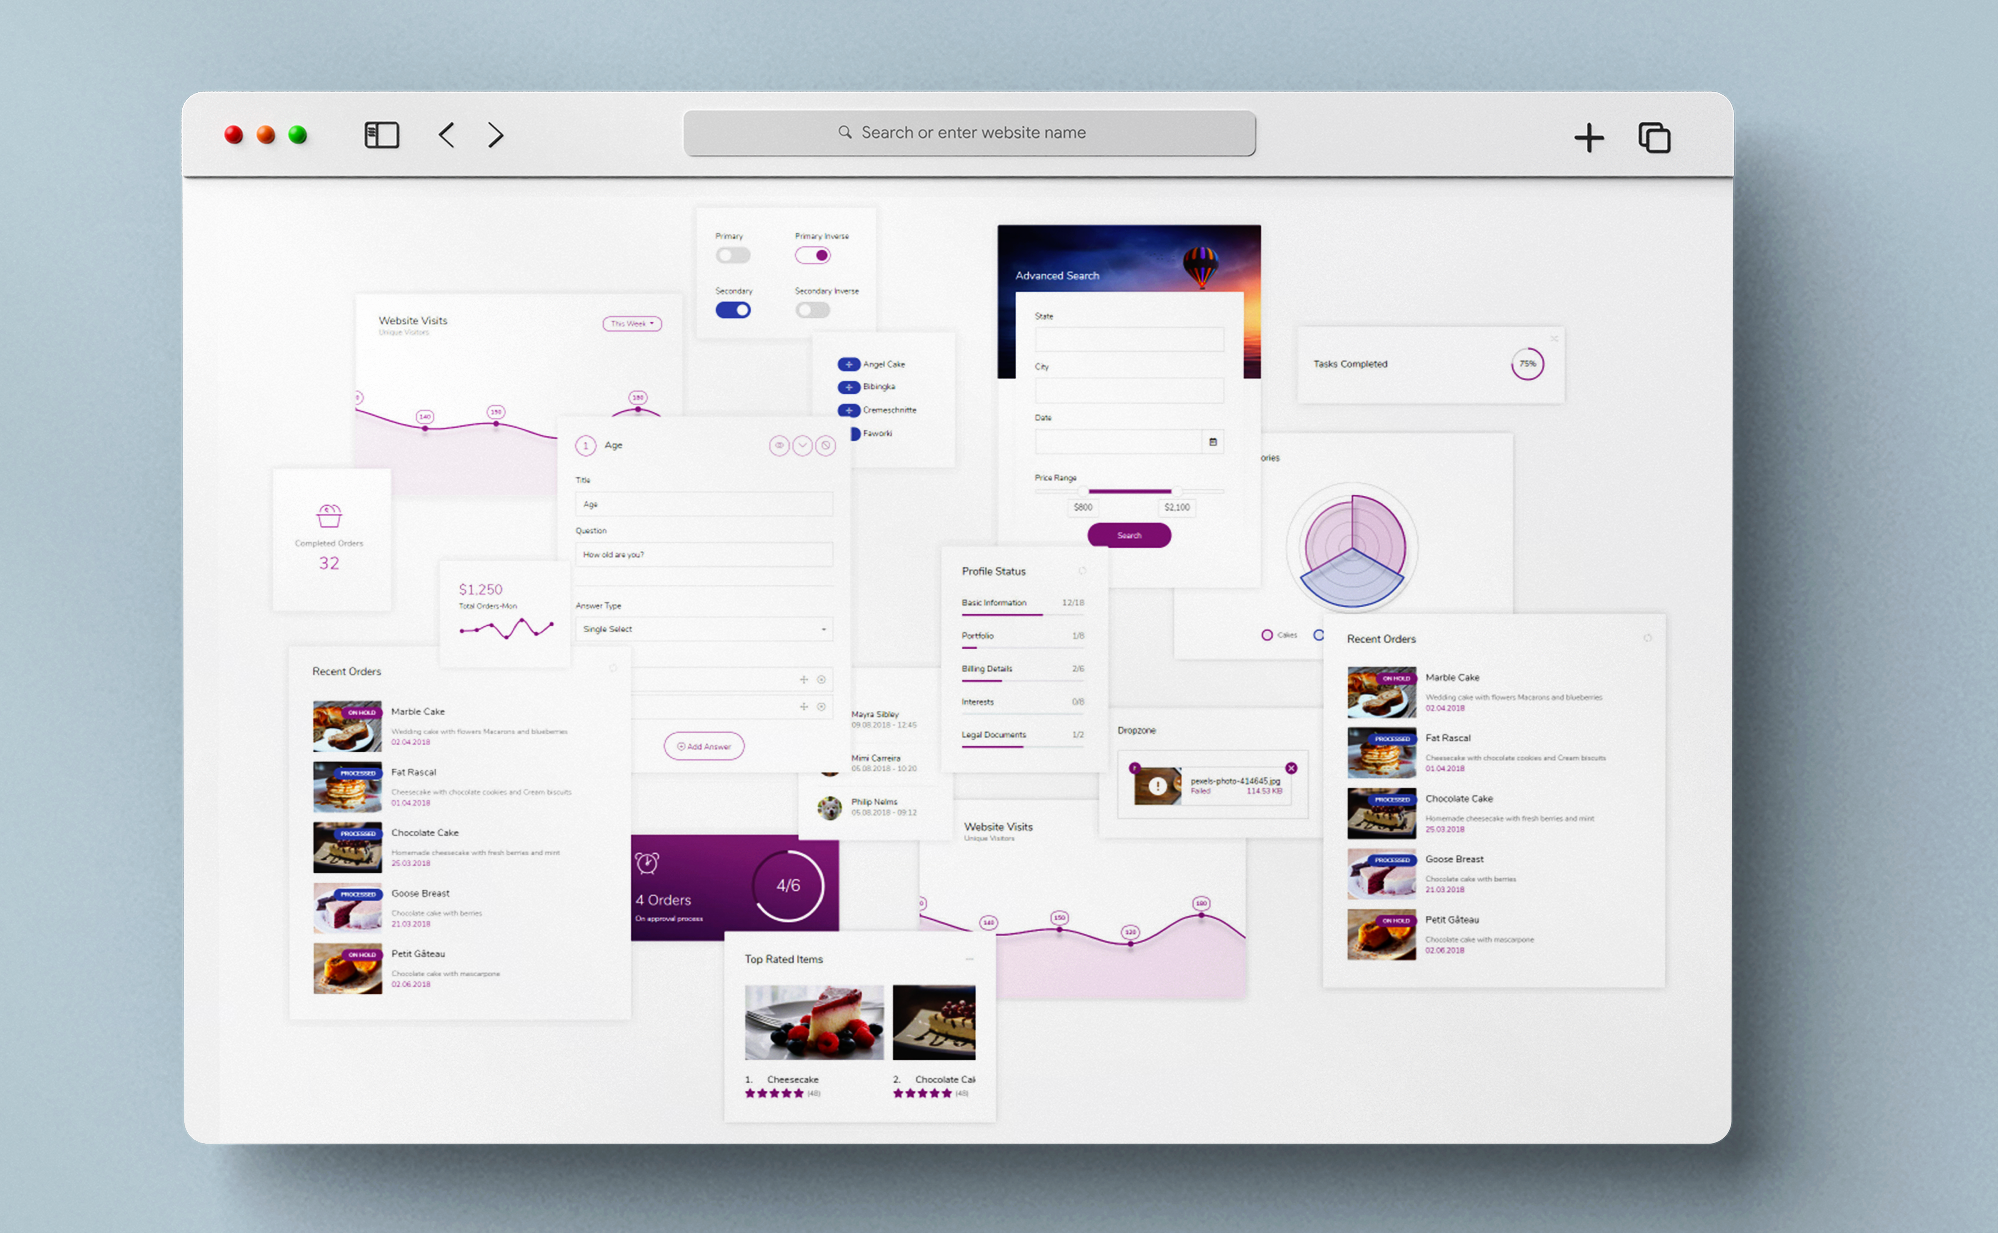 Search or enter website name
Primary
Primary Inverse
Secondary
Secondary Inverse
Website Visits
Unique Visitors
This Week
140
150
180
Angel Cake
Bibingka
Cremeschnitte
Faworki
Advanced Search
State
City
Date
Price Range
$800
$2,100
Search
Tasks Completed
75%
ories
Cakes
1
Age
Title
Age
Question
How old are you?
Answer Type
Single Select
Add Answer
Completed Orders
32
$1,250
Total Orders-Mon
Recent Orders
ON HOLD
Marble Cake
Wedding cake with flowers Macarons and blueberries
02.04.2018
PROCESSED
Fat Rascal
Cheesecake with chocolate cookies and Cream biscuits
01.04.2018
PROCESSED
Chocolate Cake
Homemade cheesecake with fresh berries and mint
25.03.2018
PROCESSED
Goose Breast
Chocolate cake with berries
21.03.2018
ON HOLD
Petit Gâteau
Chocolate cake with mascarpone
02.06.2018
Profile Status
Basic Information 12/18
Portfolio 1/8
Billing Details 2/6
Interests 0/8
Legal Documents 1/2
Mayra Sibley
09.08.2018 - 12:45
Mimi Carreira
05.08.2018 - 10:20
Philip Nelms
05.08.2018 - 09:12
Dropzone
pexels-photo-414645.jpg
Failed 114.53 KB
4 Orders
On approval process
4/6
Website Visits
Unique Visitors
140
150
120
180
Top Rated Items
1. Cheesecake
(48)
2. Chocolate Cak
(48)
Recent Orders
ON HOLD
Marble Cake
Wedding cake with flowers Macarons and blueberries
02.04.2018
PROCESSED
Fat Rascal
Cheesecake with chocolate cookies and Cream biscuits
01.04.2018
PROCESSED
Chocolate Cake
Homemade cheesecake with fresh berries and mint
25.03.2018
PROCESSED
Goose Breast
Chocolate cake with berries
21.03.2018
ON HOLD
Petit Gâteau
Chocolate cake with mascarpone
02.06.2018